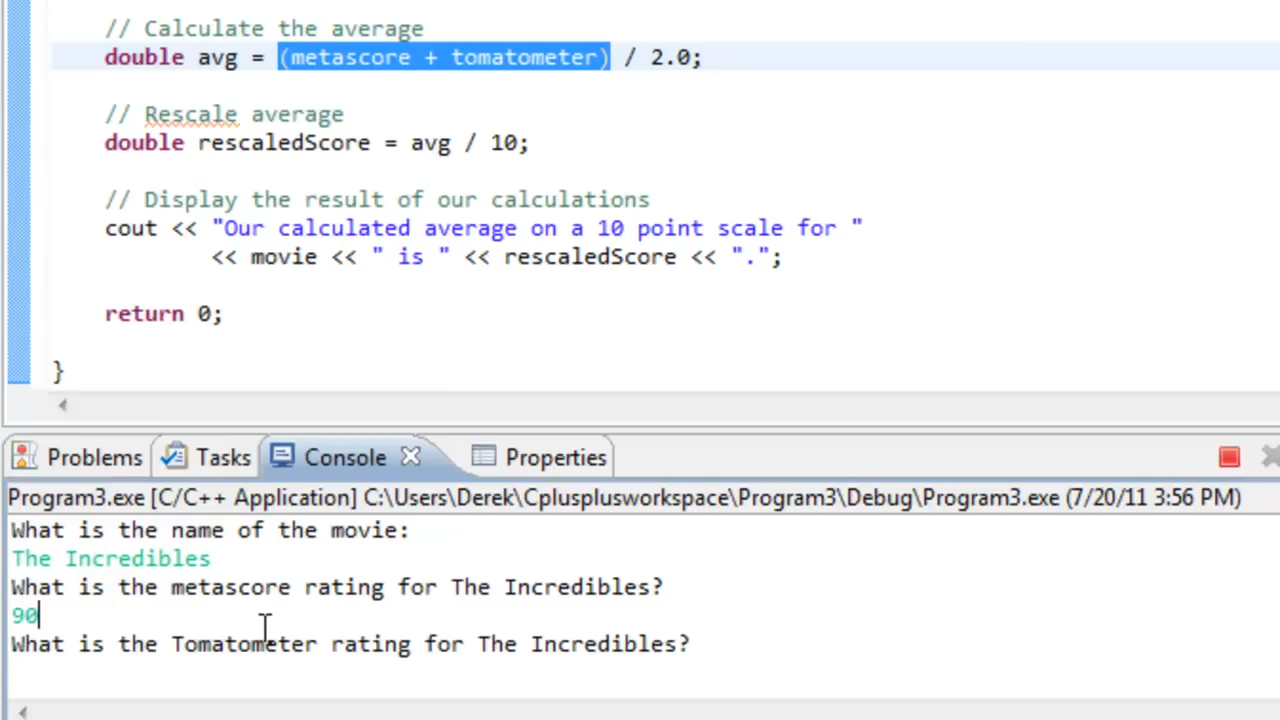 // Calculate the average
double avg = (metascore + tomatometer) / 2.0;
// Rescale average
double rescaledScore = avg / 10;
// Display the result of our calculations
cout << "Our calculated average on a 10 point scale for "
<< movie << " is " << rescaledScore << ".";
return 0;
}
Problems Tasks Console Properties
Program3.exe [C/C++ Application] C:\Users\Derek\Cplusplusworkspace\Program3\Debug\Program3.exe (7/20/11 3:56 PM)
What is the name of the movie:
The Incredibles
What is the metascore rating for The Incredibles?
90
What is the Tomatometer rating for The Incredibles?